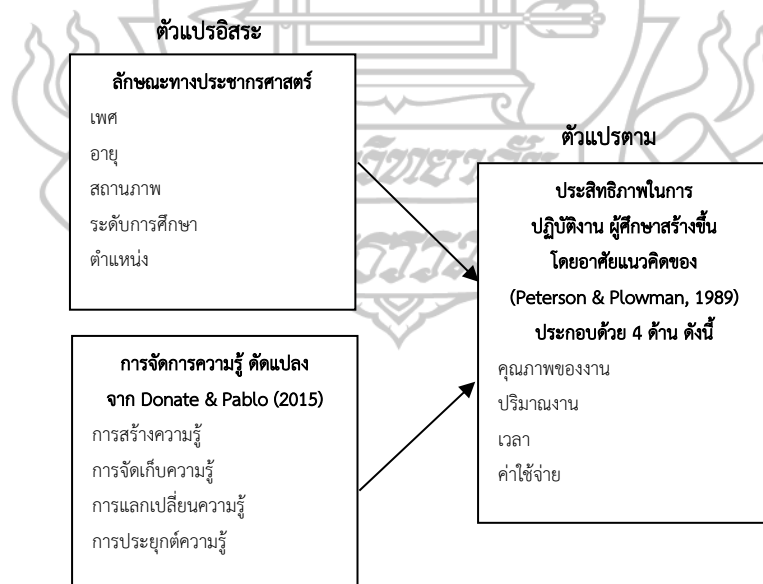 ตัวแปรอิสระ
ลักษณะทางประชากรศาสตร์
เพศ
อายุ
สถานภาพ
ระดับการศึกษา
ตำแหน่ง
การจัดการความรู้ ดัดแปลง
จาก Donate & Pablo (2015)
การสร้างความรู้
การจัดเก็บความรู้
การแลกเปลี่ยนความรู้
การประยุกต์ความรู้
ตัวแปรตาม
ประสิทธิภาพในการ
ปฏิบัติงาน ผู้ศึกษาสร้างขึ้น
โดยอาศัยแนวคิดของ
(Peterson & Plowman, 1989)
ประกอบด้วย 4 ด้าน ดังนี้
คุณภาพของงาน
ปริมาณงาน
เวลา
ค่าใช้จ่าย